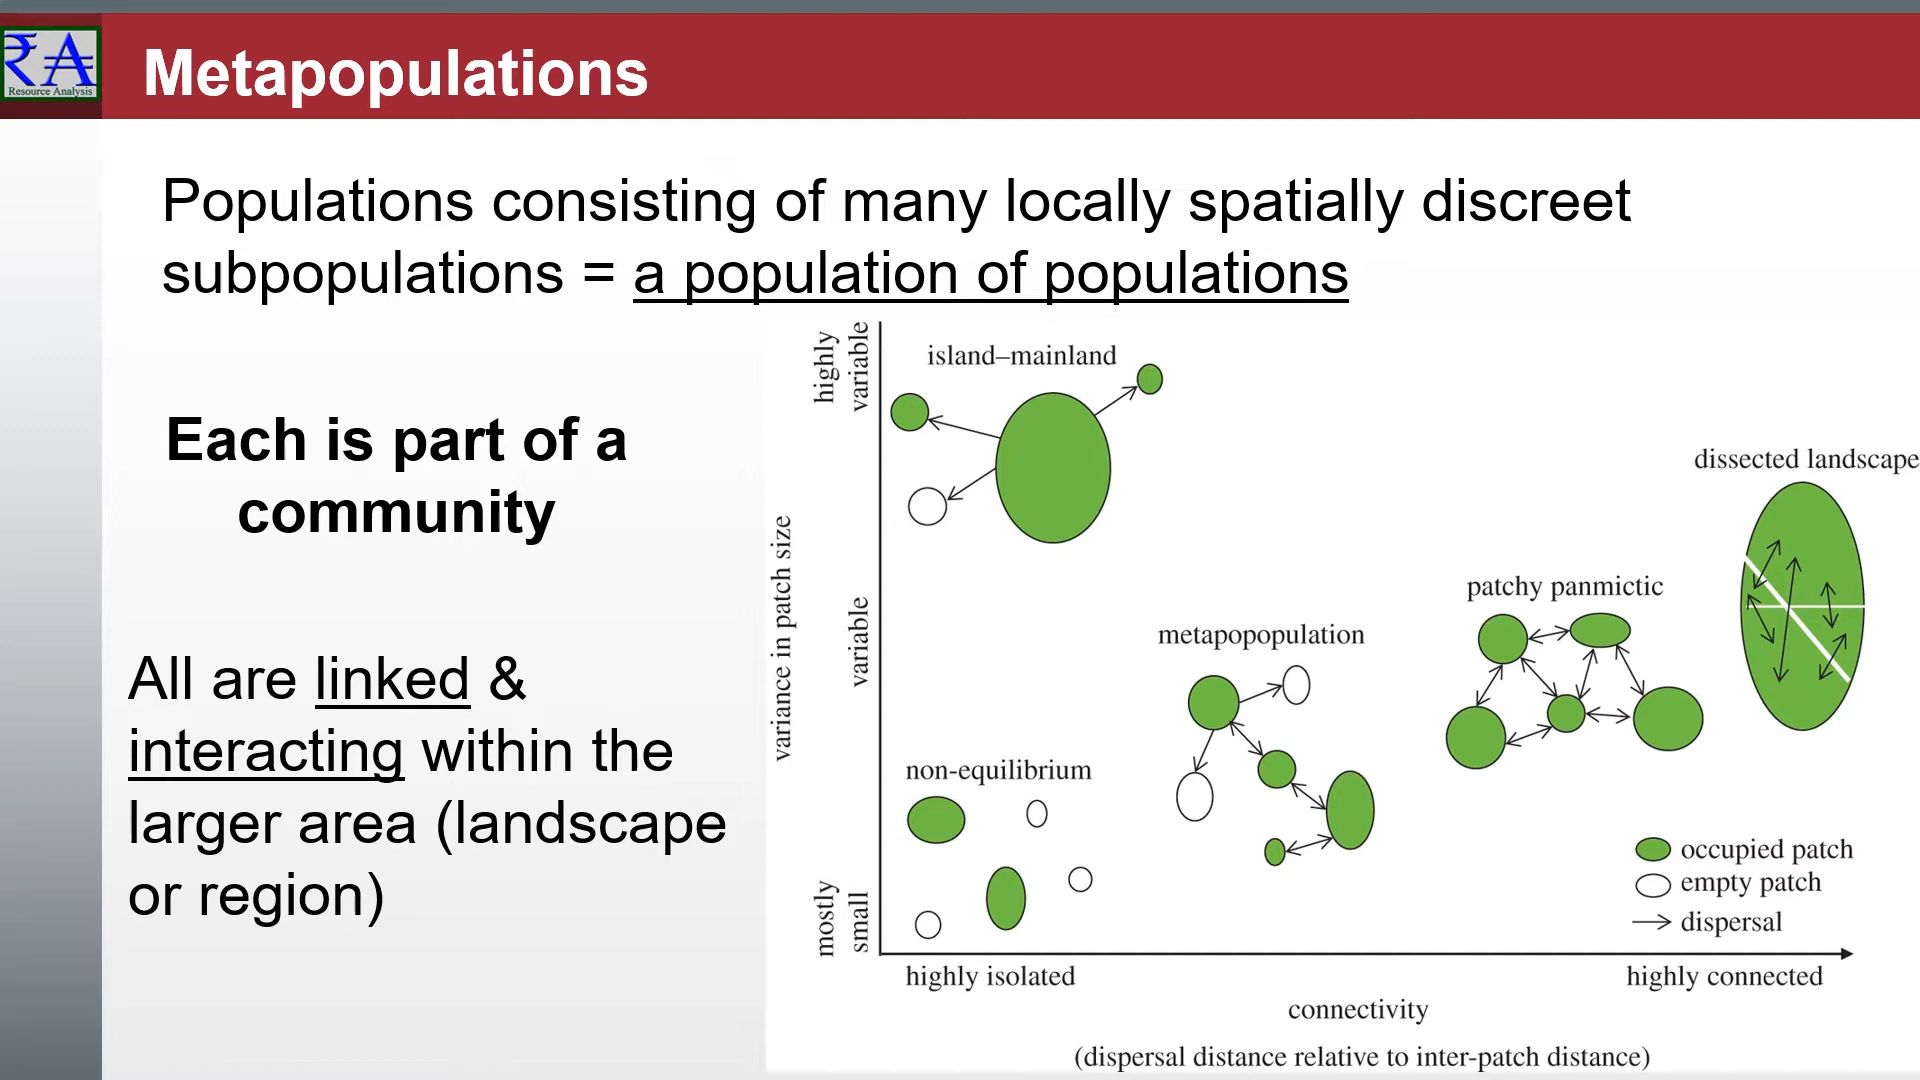 ₹A
Resource Analysis
Metapopulations
Populations consisting of many locally spatially discreet
subpopulations = a population of populations
Each is part of a
community
All are linked &
interacting within the
larger area (landscape
or region)
highly
variable
variable
mostly
small
variance in patch size
island–mainland
dissected landscape
patchy panmictic
metapopopulation
non-equilibrium
occupied patch
empty patch
dispersal
highly isolated
highly connected
connectivity
(dispersal distance relative to inter-patch distance)